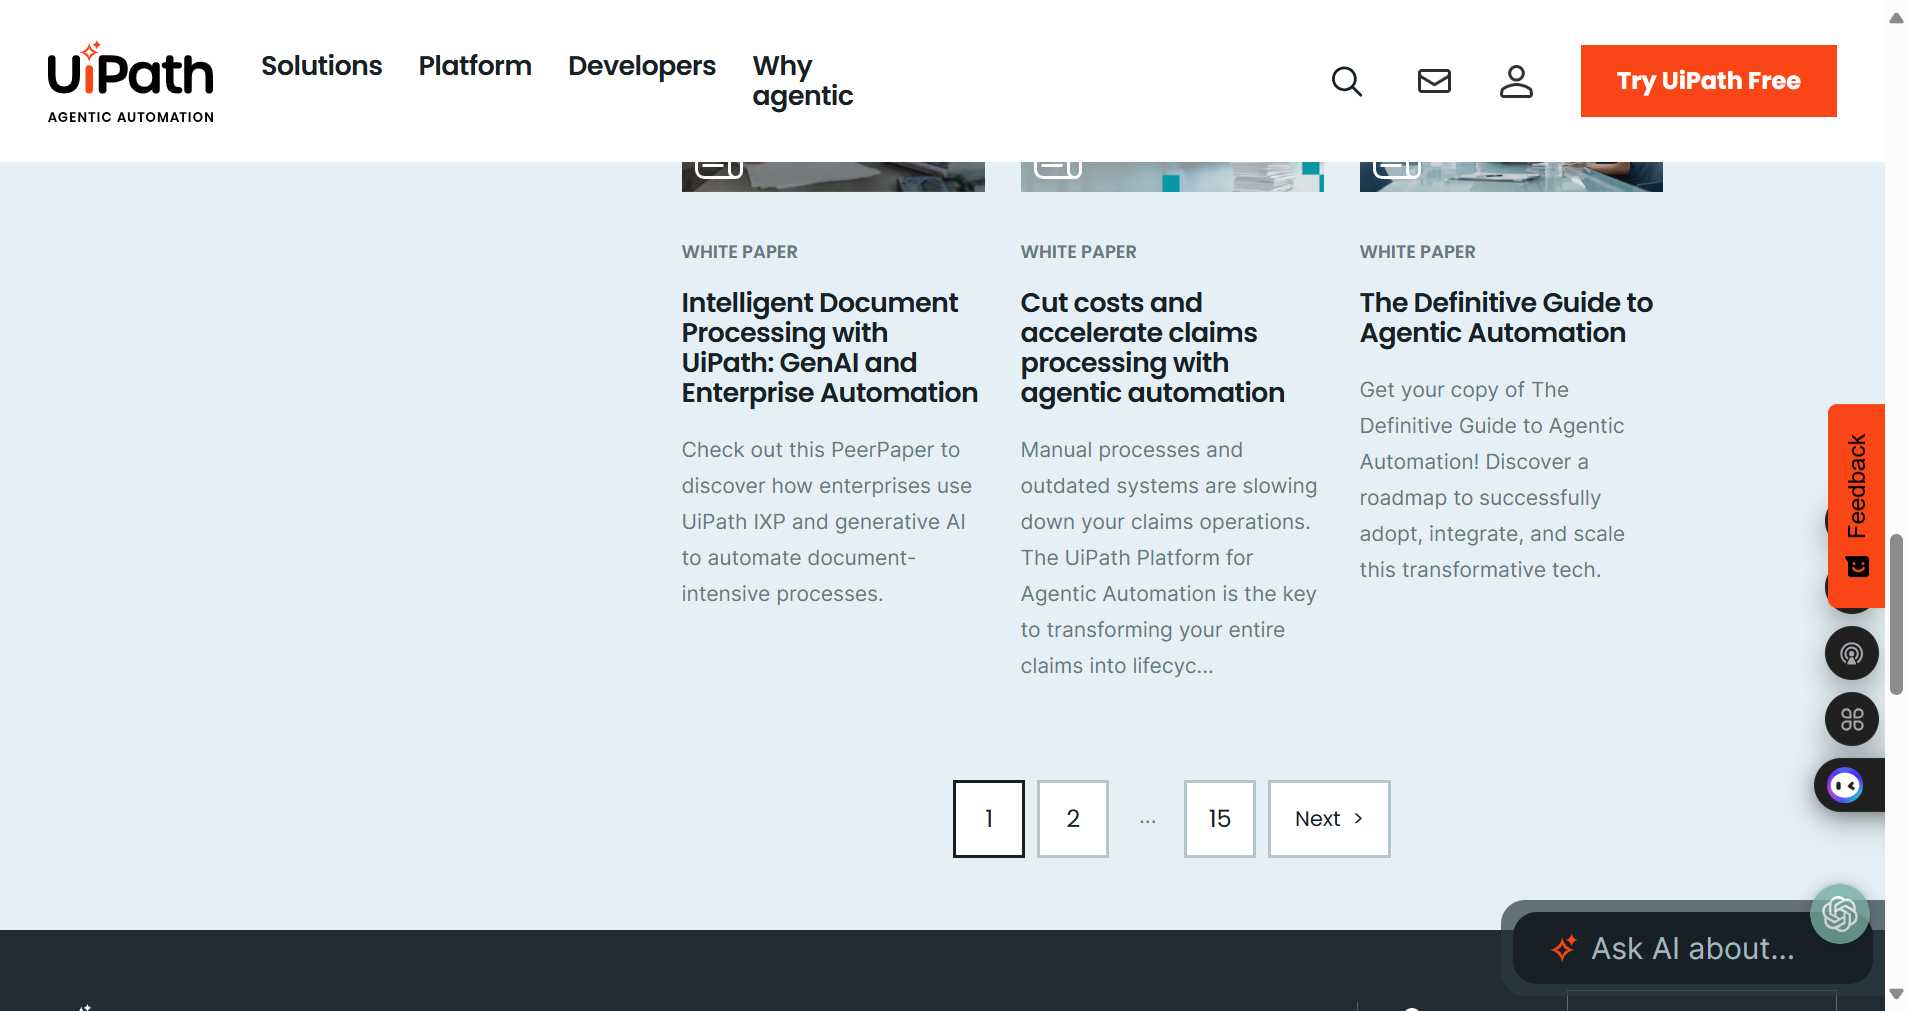 UiPath
AGENTIC AUTOMATION
Solutions
Platform
Developers
Why
agentic
Try UiPath Free
WHITE PAPER
Intelligent Document
Processing with
UiPath: GenAI and
Enterprise Automation
Check out this PeerPaper to
discover how enterprises use
UiPath IXP and generative AI
to automate document-
intensive processes.
WHITE PAPER
Cut costs and
accelerate claims
processing with
agentic automation
Manual processes and
outdated systems are slowing
down your claims operations.
The UiPath Platform for
Agentic Automation is the key
to transforming your entire
claims into lifecyc...
WHITE PAPER
The Definitive Guide to
Agentic Automation
Get your copy of The
Definitive Guide to Agentic
Automation! Discover a
roadmap to successfully
adopt, integrate, and scale
this transformative tech.
Feedback
1
2
...
15
Next >
Ask AI about...